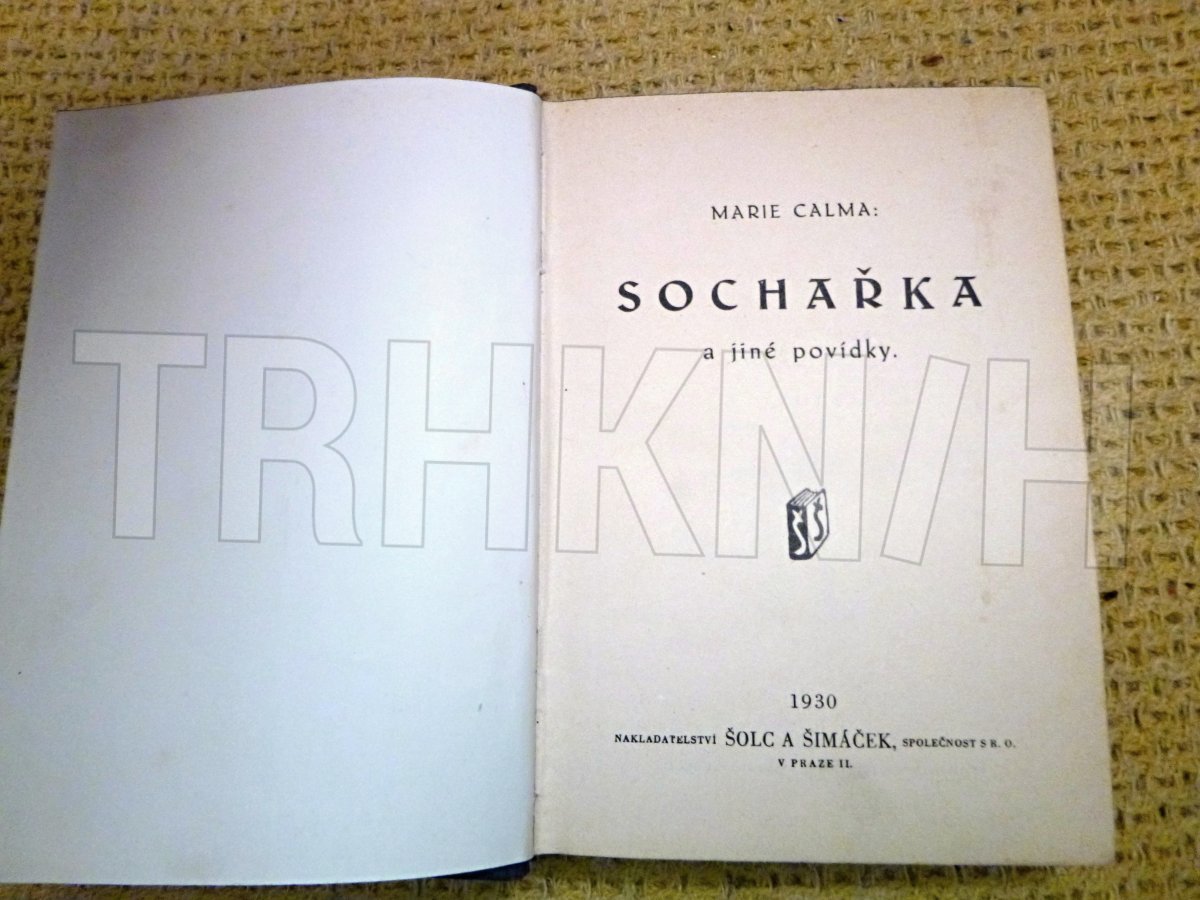 MARIE CALMA:
SOCHAŘKA
a jiné povídky.
TRHKNIH
Š Š
1930
NAKLADATELSTVÍ ŠOLC A ŠIMÁČEK, SPOLEČNOST S R. O.
V PRAZE II.